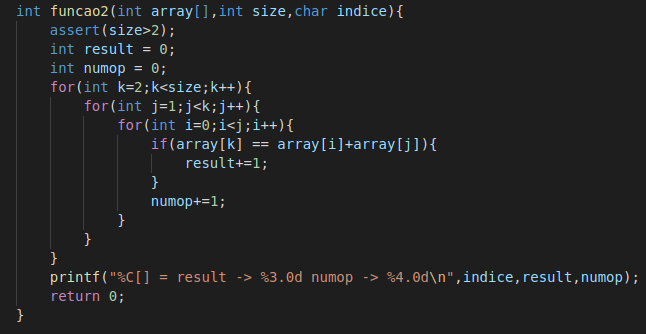 int funcao2(int array[],int size,char indice){
    assert(size>2);
    int result = 0;
    int numop = 0;
    for(int k=2;k<size;k++){
        for(int j=1;j<k;j++){
            for(int i=0;i<j;i++){
                if(array[k] == array[i]+array[j]){
                    result+=1;
                }
                numop+=1;
            }
        }
    }
    printf("%C[] = result -> %3.0d numop -> %4.0d\n",indice,result,numop);
    return 0;
}